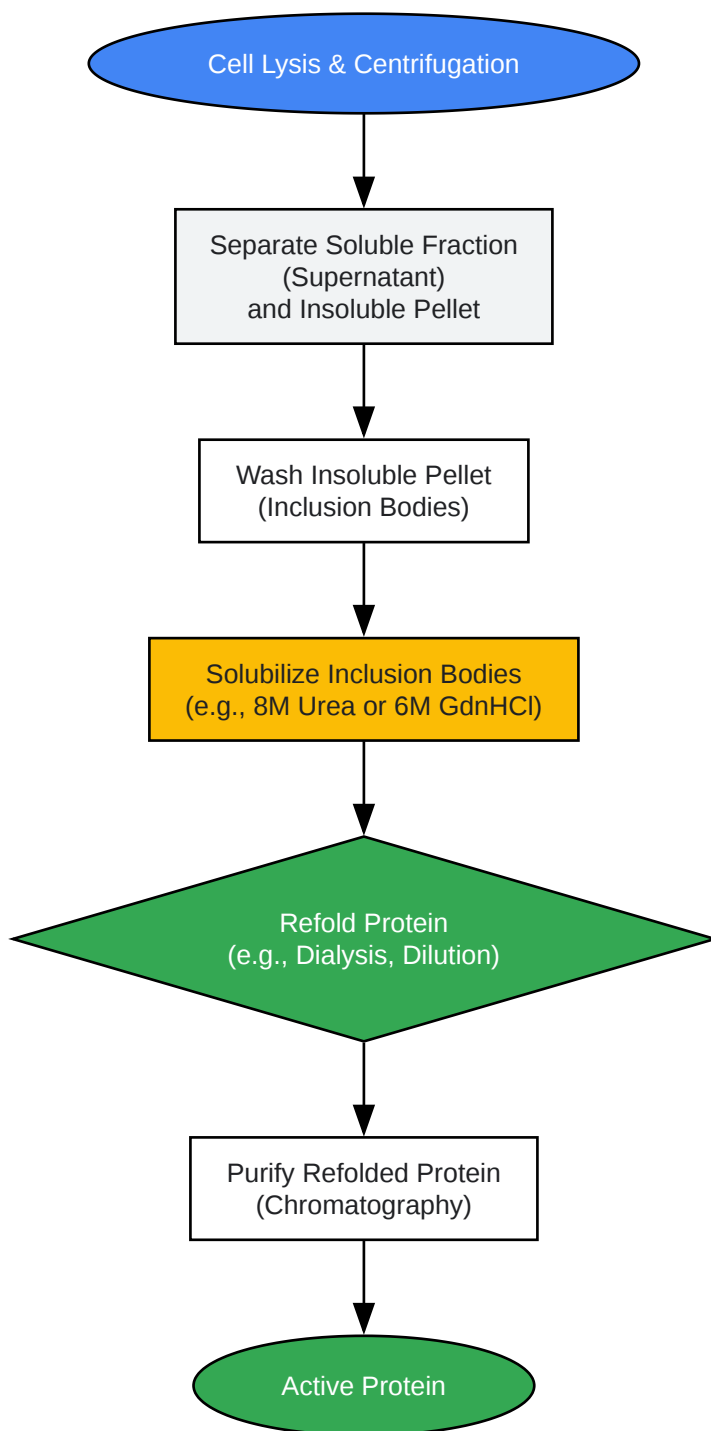 Cell Lysis & Centrifugation
Separate Soluble Fraction
(Supernatant)
and Insoluble Pellet
Wash Insoluble Pellet
(Inclusion Bodies)
Solubilize Inclusion Bodies
(e.g., 8M Urea or 6M GdnHCl)
Refold Protein
(e.g., Dialysis, Dilution)
Purify Refolded Protein
(Chromatography)
Active Protein